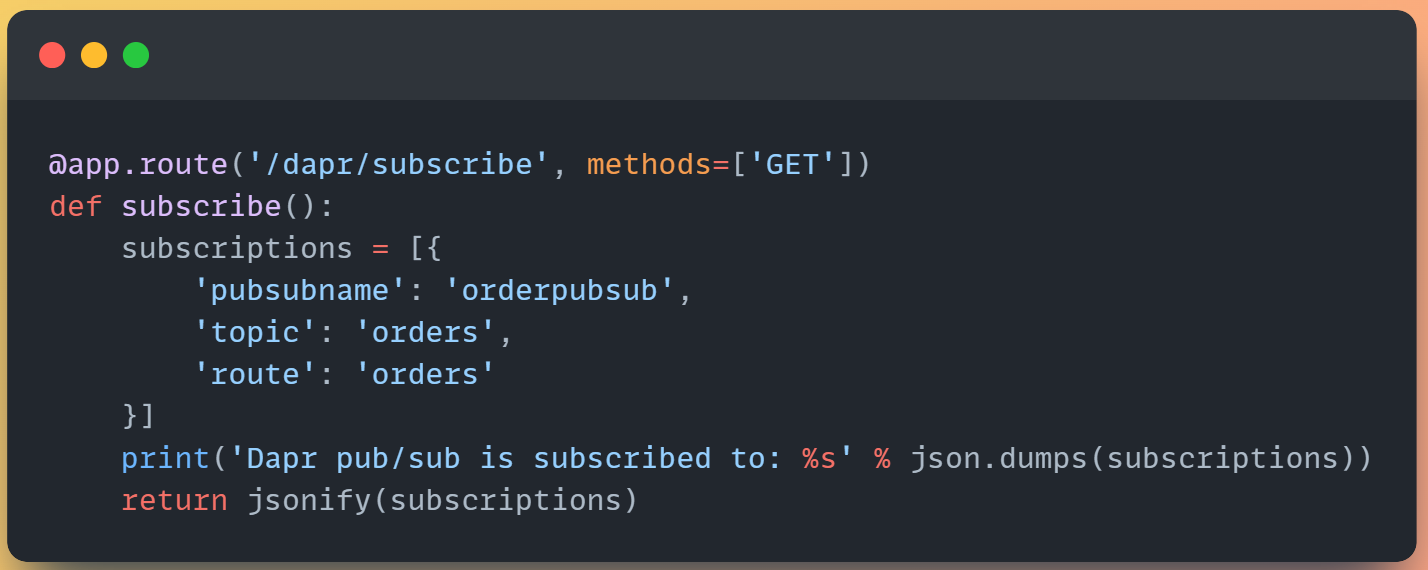 @app.route('/dapr/subscribe', methods=['GET'])
def subscribe():
    subscriptions = [{
        'pubsubname': 'orderpubsub',
        'topic': 'orders',
        'route': 'orders'
    }]
    print('Dapr pub/sub is subscribed to: %s' % json.dumps(subscriptions))
    return jsonify(subscriptions)